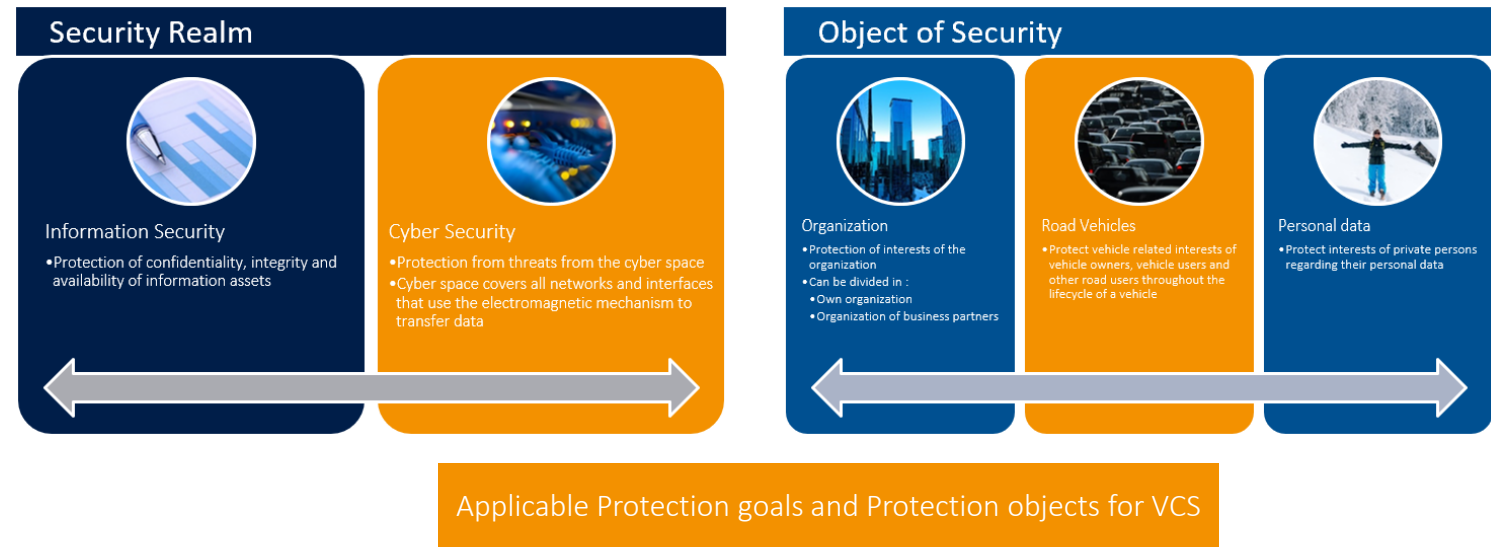 Security Realm
Information Security
•Protection of confidentiality, integrity and
availability of information assets
Cyber Security
•Protection from threats from the cyber space
•Cyber space covers all networks and interfaces
that use the electromagnetic mechanism to
transfer data
Object of Security
Organization
•Protection of interests of the
organization
•Can be divided in :
•Own organization
•Organization of business partners
Road Vehicles
•Protect vehicle related interests of
vehicle owners, vehicle users and
other road users throughout the
lifecycle of a vehicle
Personal data
•Protect interests of private persons
regarding their personal data
Applicable Protection goals and Protection objects for VCS